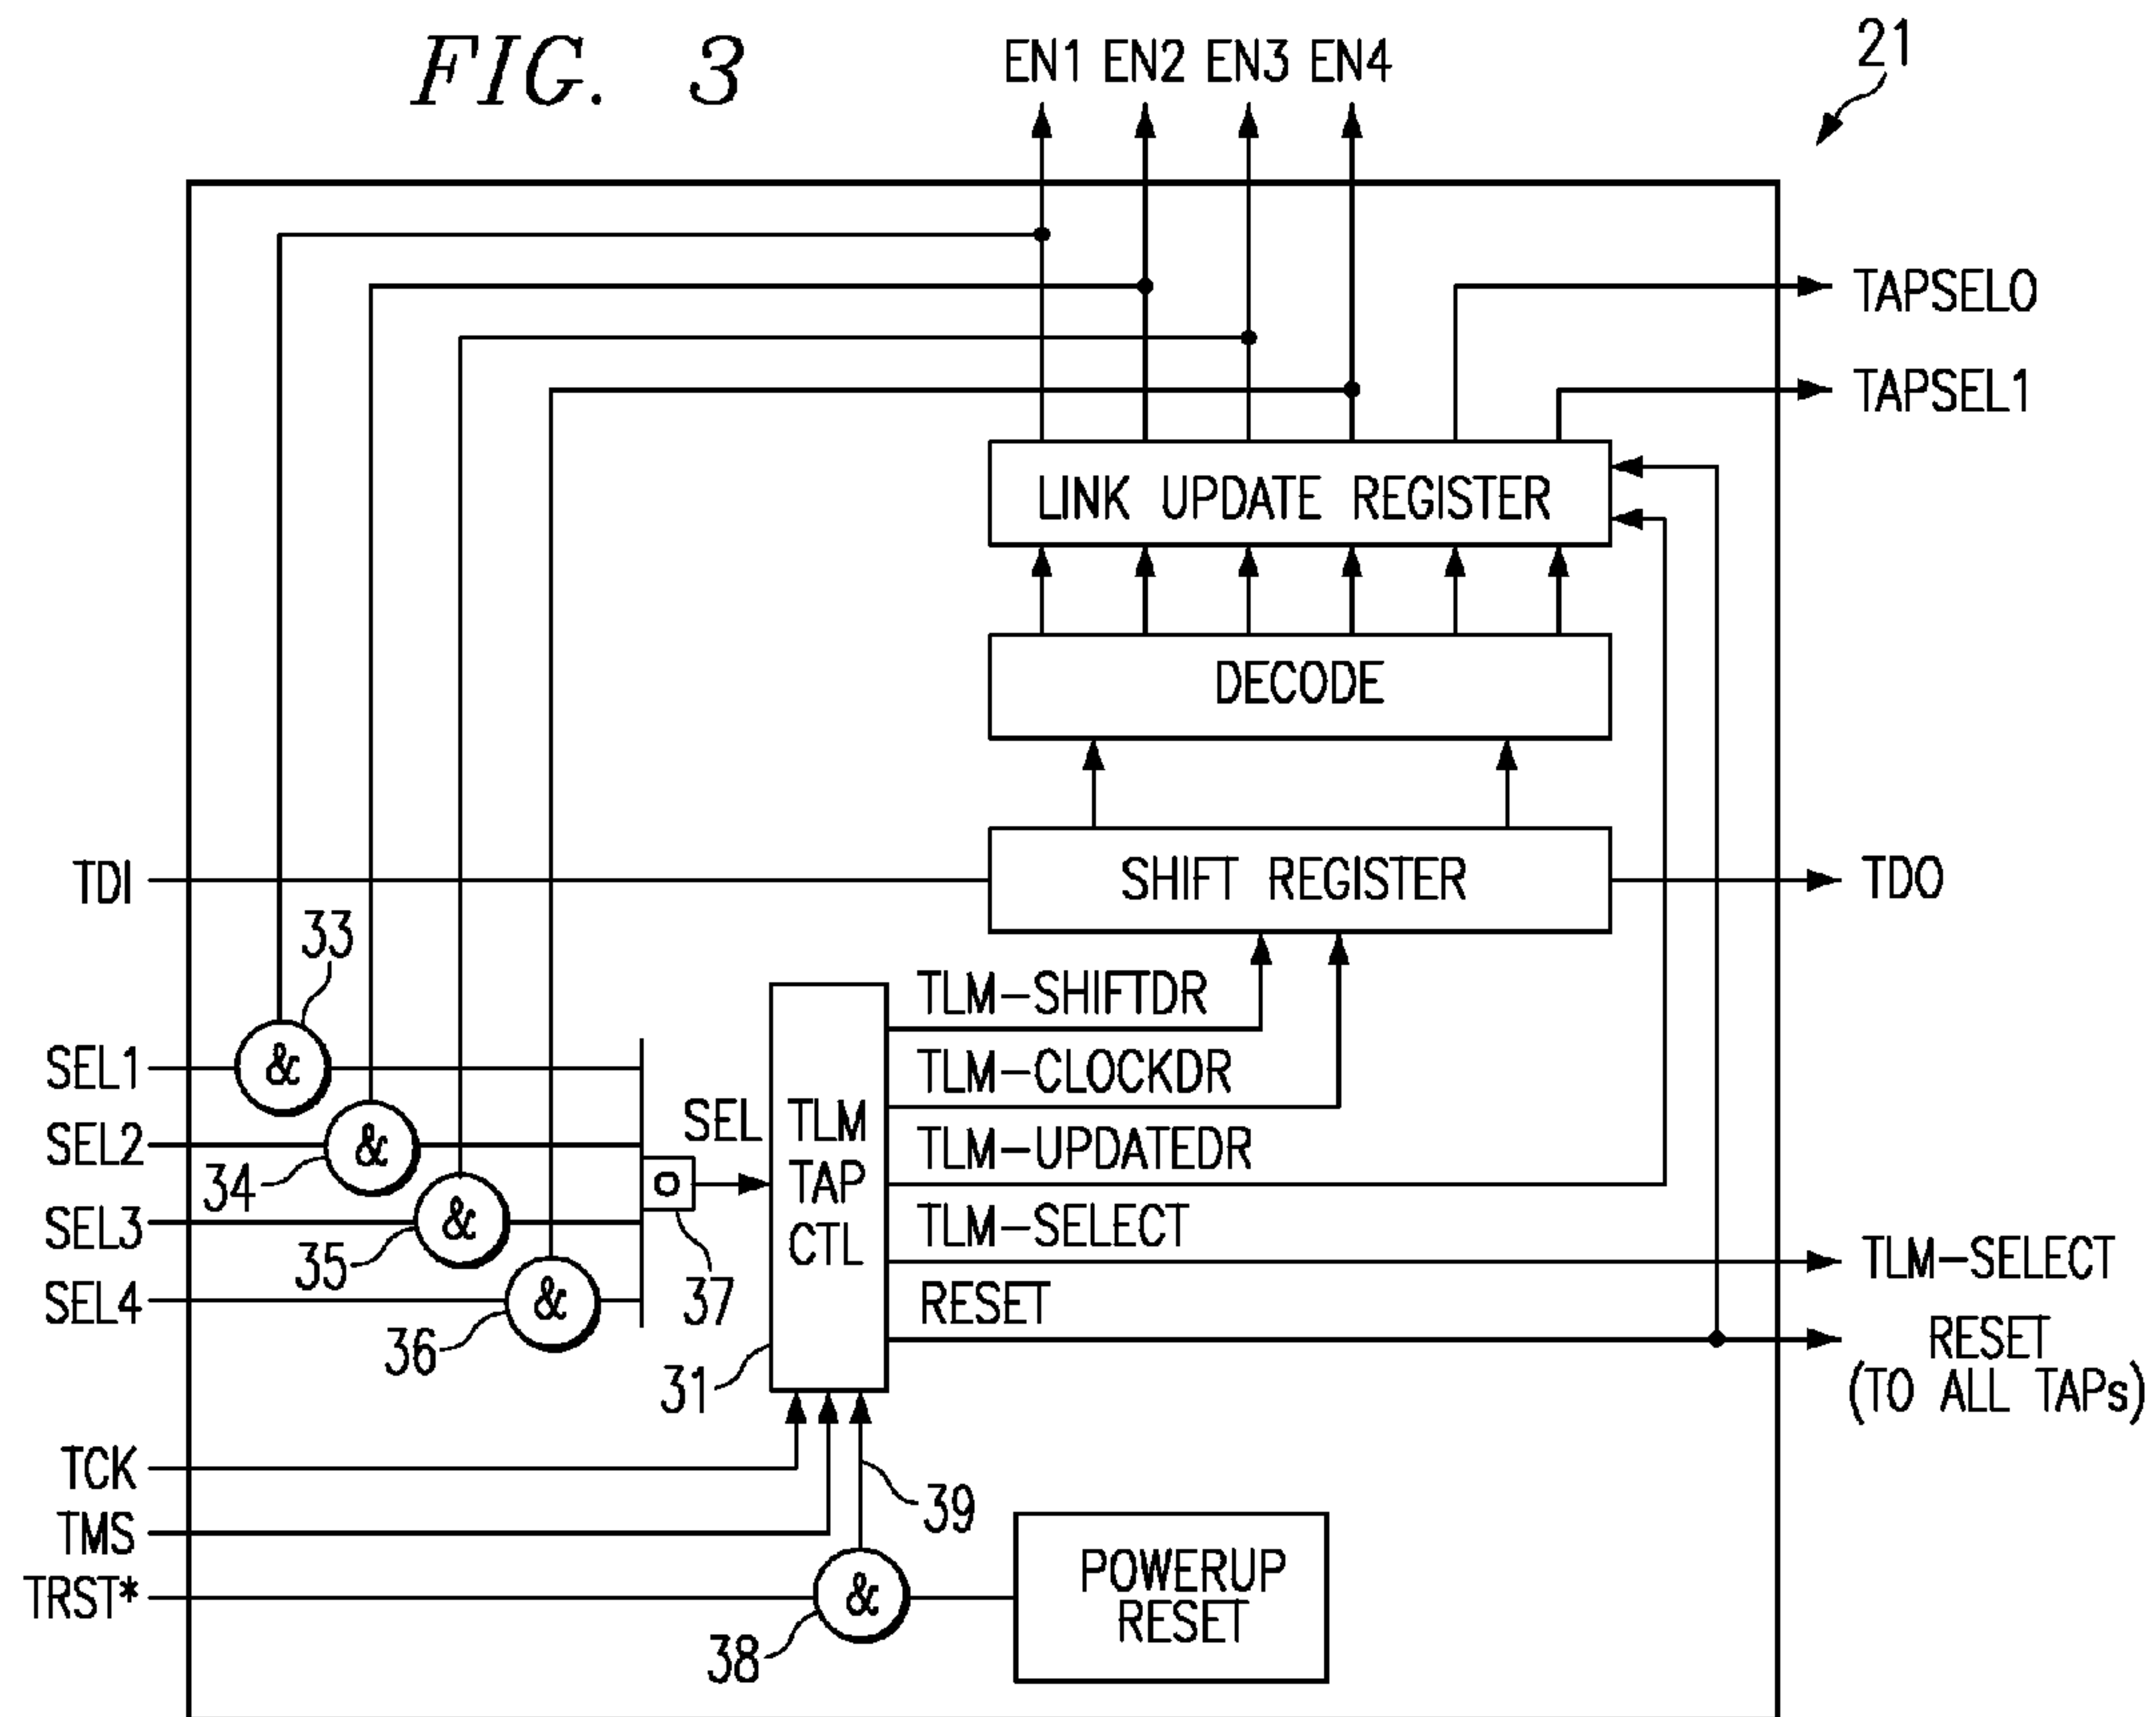 FIG. 3
EN1 EN2 EN3 EN4
21
TAPSEL0
TAPSEL1
LINK UPDATE REGISTER
DECODE
TDI
SHIFT REGISTER
TDO
33
TLM-SHIFTDR
SEL1
&
TLM-CLOCKDR
SEL2
&
SEL
TLM
TAP
CTL
34
TLM-UPDATEDR
O
SEL3
&
TLM-SELECT
TLM-SELECT
35
37
SEL4
&
RESET
36
31
RESET
(TO ALL TAPs)
TCK
39
TMS
TRST*
&
POWERUP
RESET
38